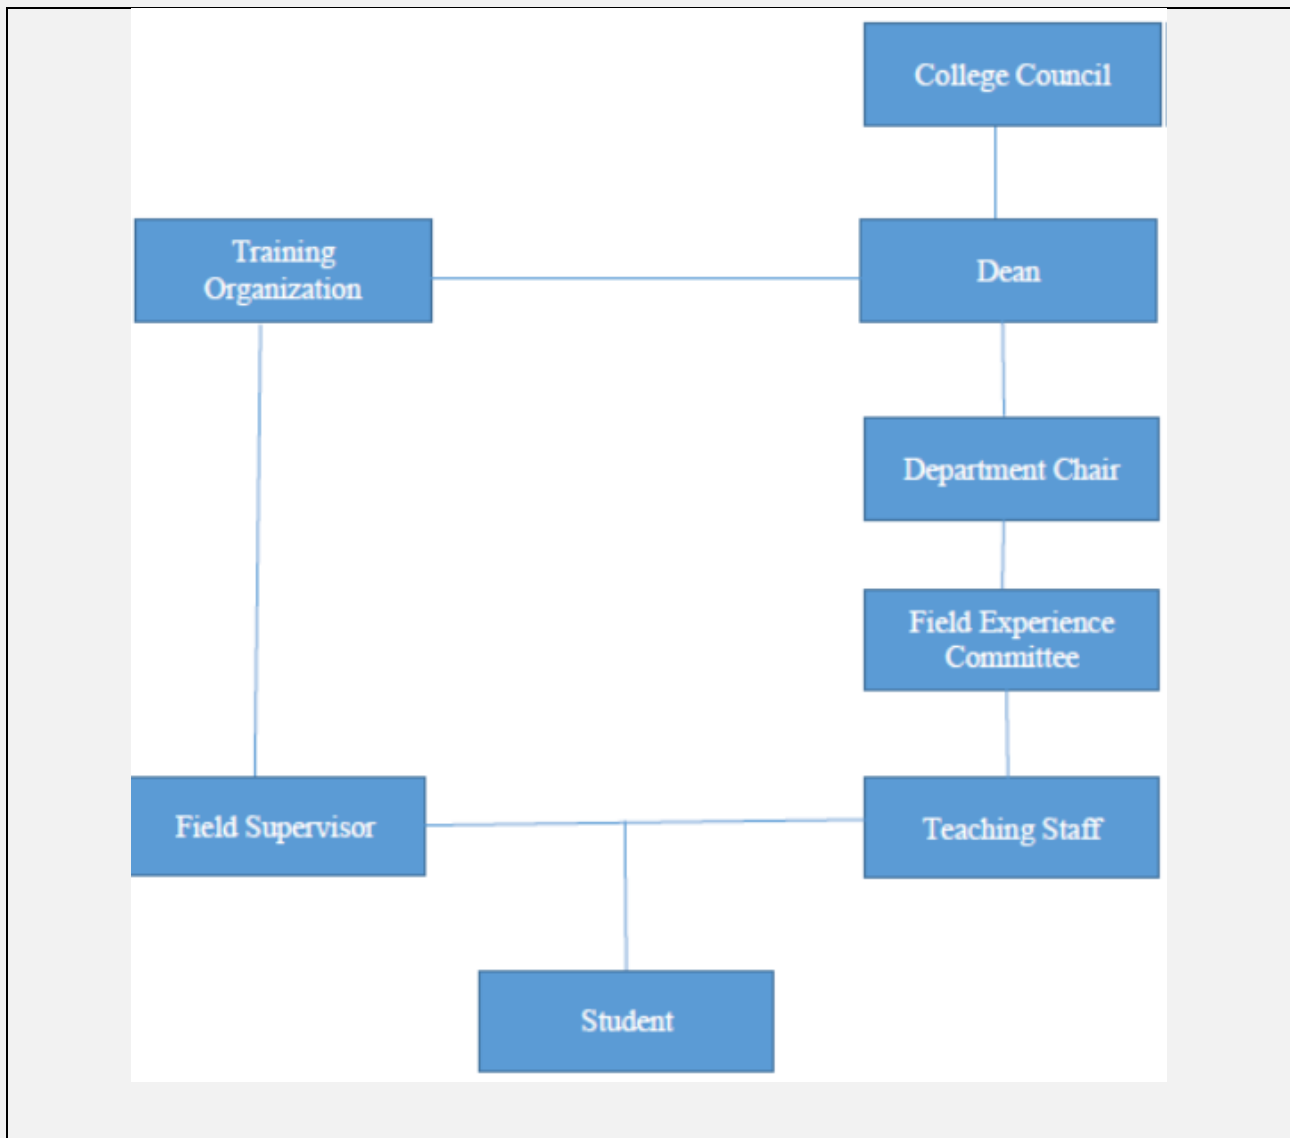 College Council
Training
Organization
Dean
Department Chair
Field Experience
Committee
Field Supervisor
Teaching Staff
Student